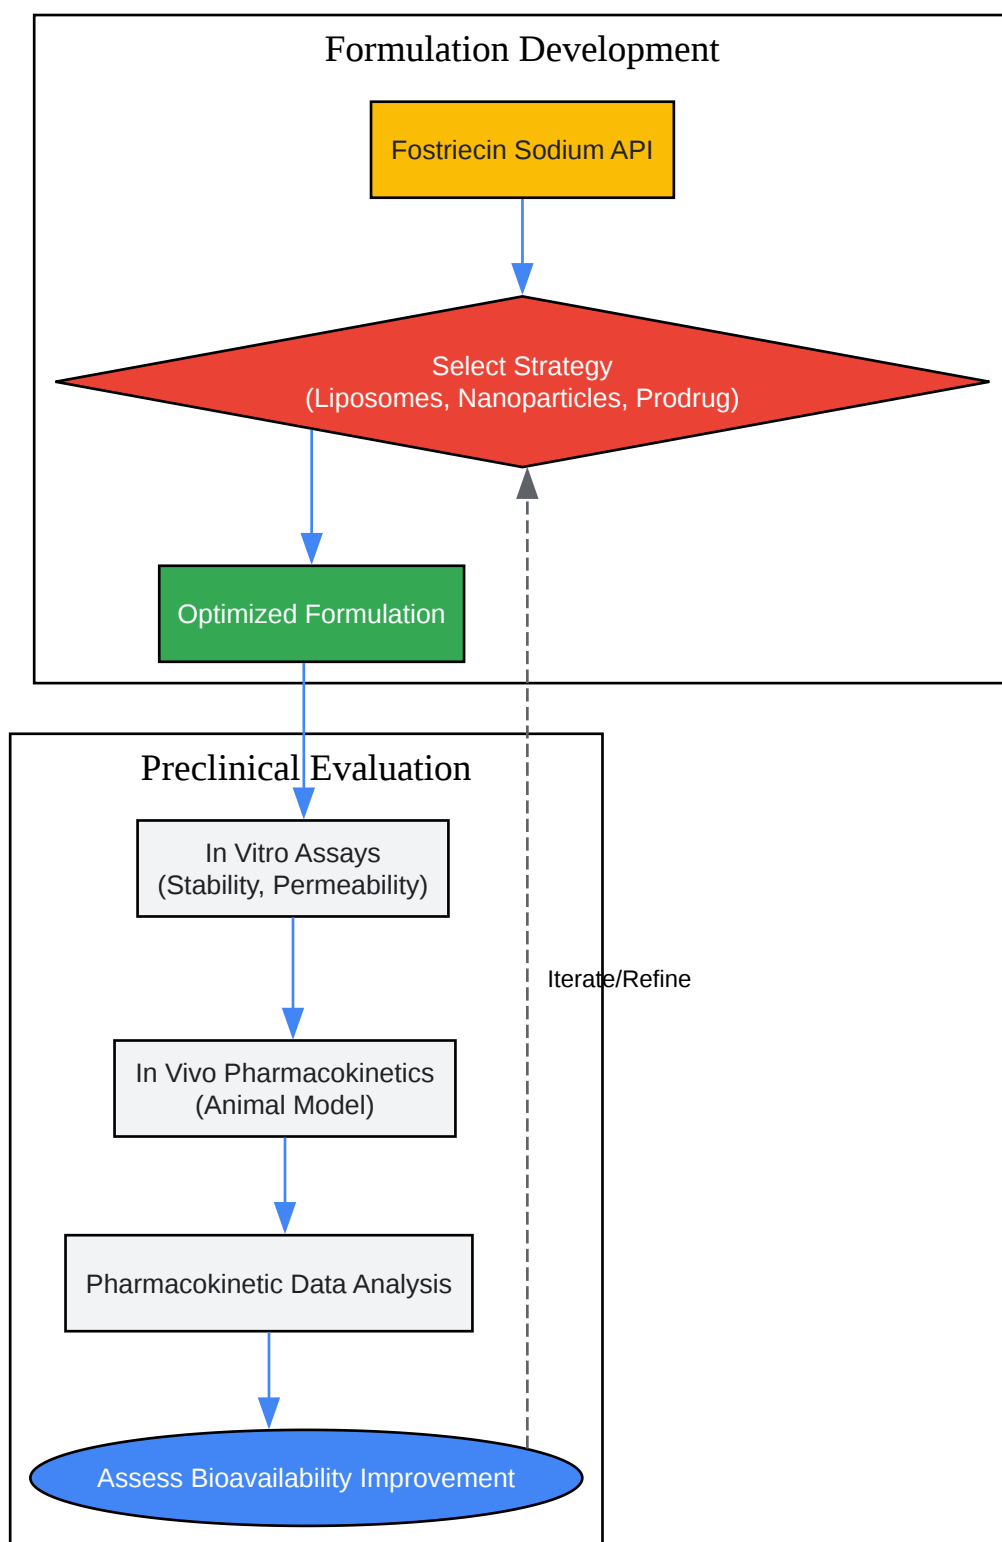 Formulation Development
Fostriecin Sodium API
Select Strategy
(Liposomes, Nanoparticles, Prodrug)
Optimized Formulation
Preclinical Evaluation
In Vitro Assays
(Stability, Permeability)
Iterate/Refine
In Vivo Pharmacokinetics
(Animal Model)
Pharmacokinetic Data Analysis
Assess Bioavailability Improvement